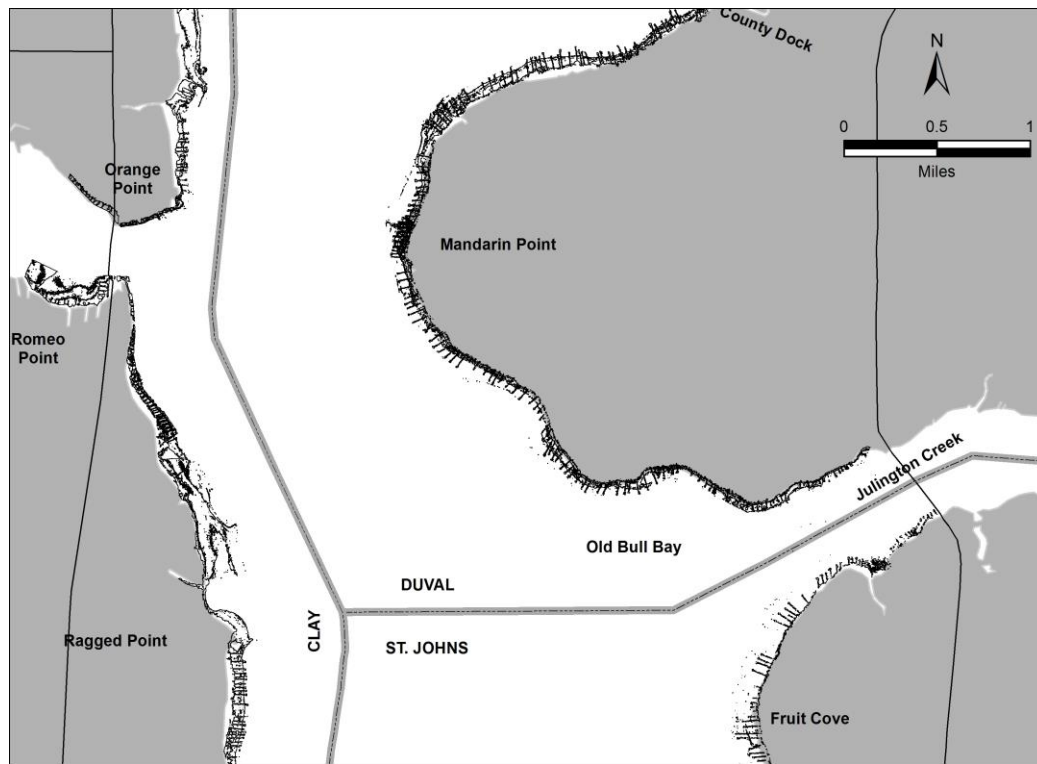 County Dock
N
0 0.5 1
Miles
Orange
Point
Mandarin Point
Romeo
Point
Julington Creek
Old Bull Bay
DUVAL
CLAY
ST. JOHNS
Ragged Point
Fruit Cove